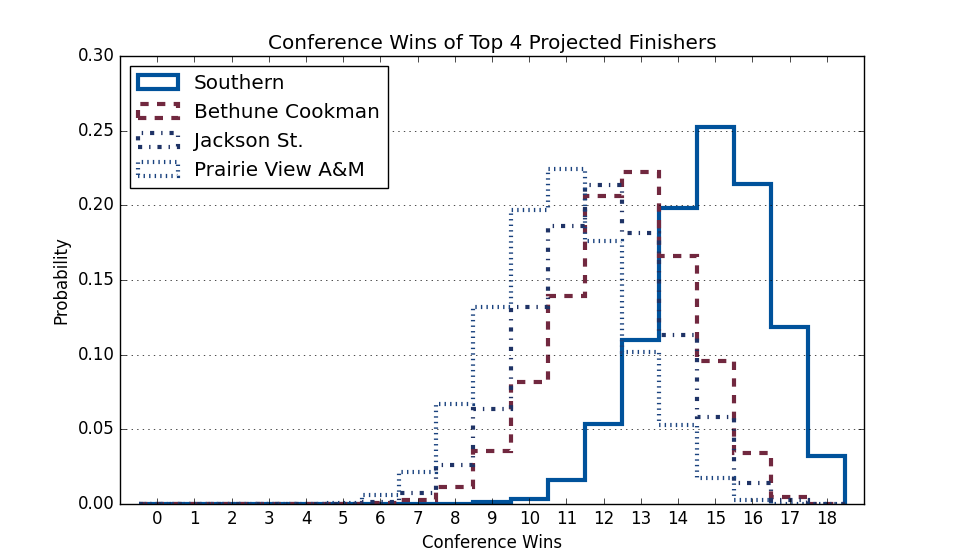 Conference Wins of Top 4 Projected Finishers
0.30
0.25
0.20
0.15
0.10
0.05
0.00
Probability
Southern
Bethune Cookman
Jackson St.
Prairie View A&M
0 1 2 3 4 5 6 7 8 9 10 11 12 13 14 15 16 17 18
Conference Wins